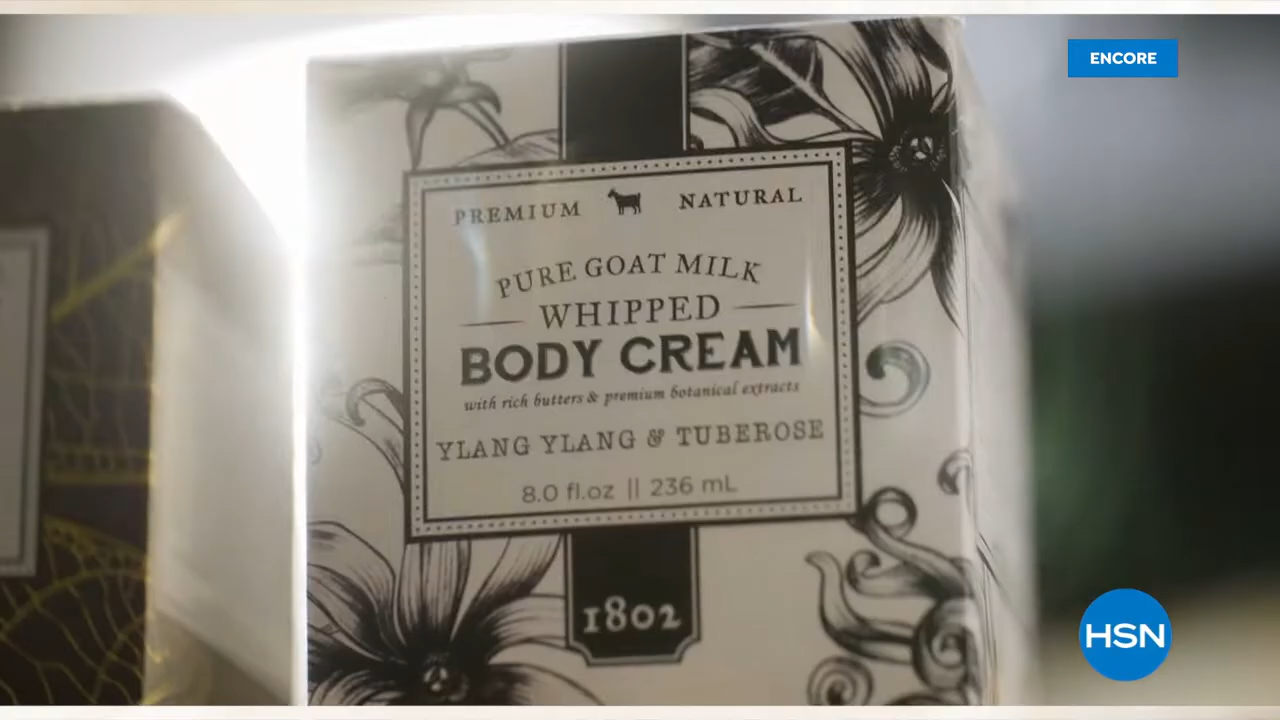 ENCORE
PREMIUM NATURAL
PURE GOAT MILK
WHIPPED
BODY CREAM
with rich butters & premium botanical extracts
YLANG YLANG & TUBEROSE
8.0 fl.oz || 236 mL
1802
HSN